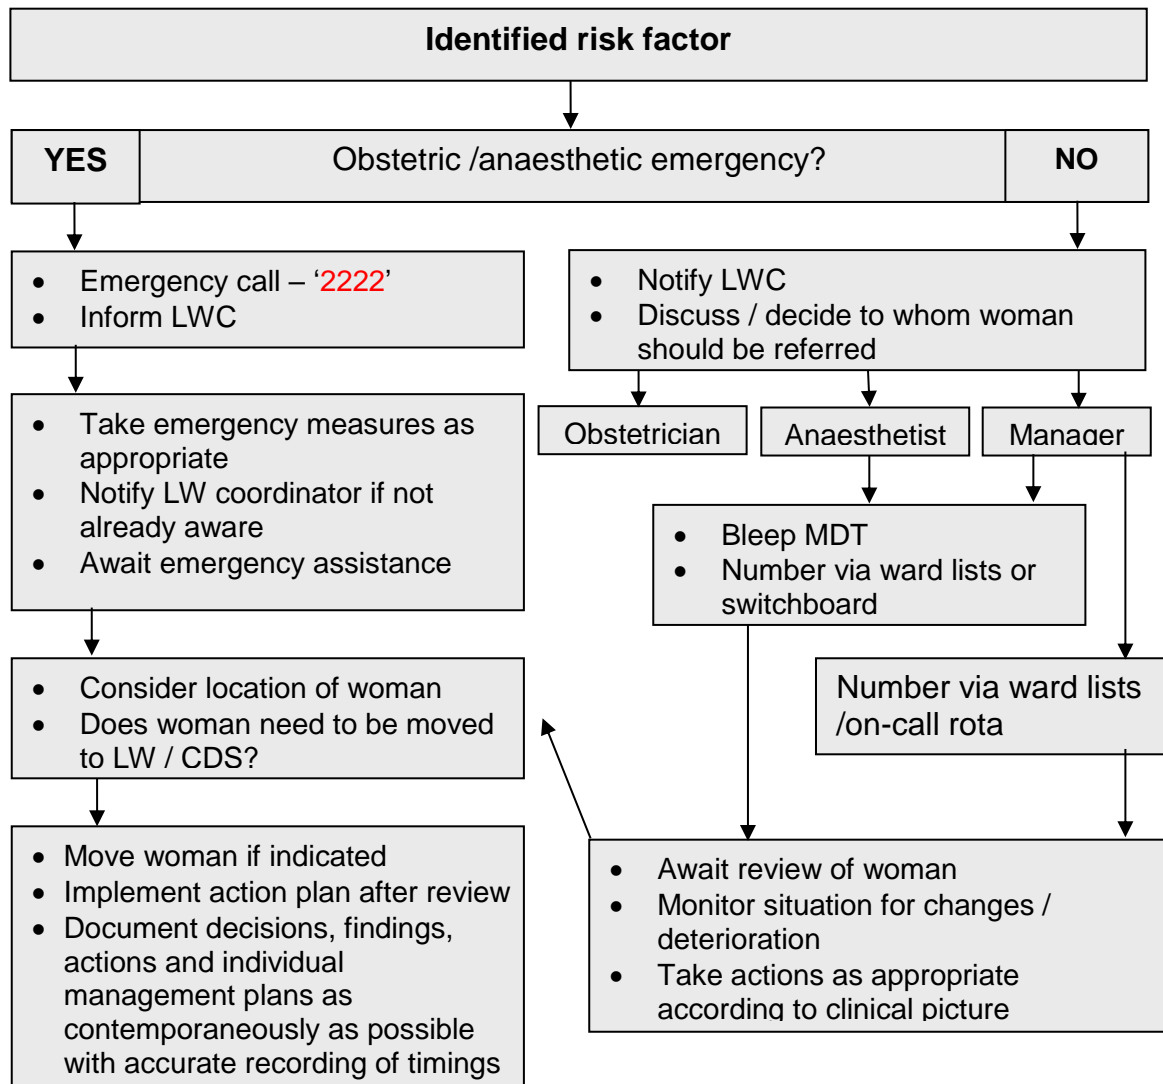 Identified risk factor
YES
Obstetric /anaesthetic emergency?
NO
• Emergency call – ‘2222’
• Inform LWC
• Notify LWC
• Discuss / decide to whom woman
should be referred
• Take emergency measures as
appropriate
• Notify LW coordinator if not
already aware
• Await emergency assistance
Obstetrician
Anaesthetist
Manager
• Bleep MDT
• Number via ward lists or
switchboard
• Consider location of woman
• Does woman need to be moved
to LW / CDS?
Number via ward lists
/on-call rota
• Move woman if indicated
• Implement action plan after review
• Document decisions, findings,
actions and individual
management plans as
contemporaneously as possible
with accurate recording of timings
• Await review of woman
• Monitor situation for changes /
deterioration
• Take actions as appropriate
according to clinical picture